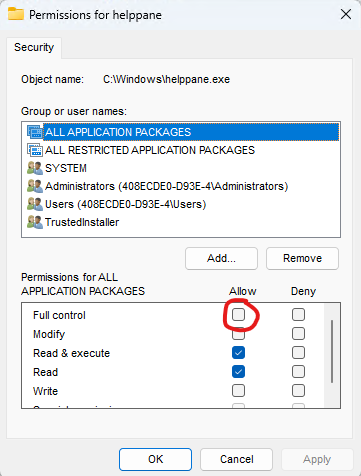 Permissions for helppane
Security
Object name: C:\Windows\helppane.exe
Group or user names:
ALL APPLICATION PACKAGES
ALL RESTRICTED APPLICATION PACKAGES
SYSTEM
Administrators (408ECDE0-D93E-4\Administrators)
Users (408ECDE0-D93E-4\Users)
TrustedInstaller
Add... Remove
Permissions for ALL
APPLICATION PACKAGES Allow Deny
Full control
Modify
Read & execute
Read
Write
OK Cancel Apply